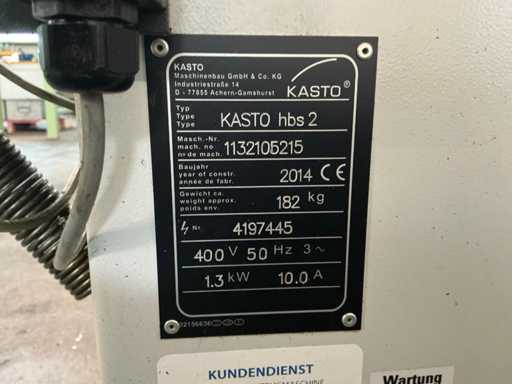 KASTO
Maschinenbau GmbH & Co. KG
Industriestraße 14
D - 77855 Achern-Gamshurst
KASTO®
Typ
Type
Type
KASTO hbs 2
Masch.-Nr.
mach. no
no de mach.
1132105215
Baujahr
year of constr.
année de fabr.
2014 CE
Gewicht ca.
weight approx.
poids env.
182 kg
Nr. 4197445
400 V 50 Hz 3 ~
1.3 kW 10.0 A
02156636
KUNDENDIENST
Wartung